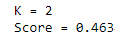 K = 2
Score = 0.463